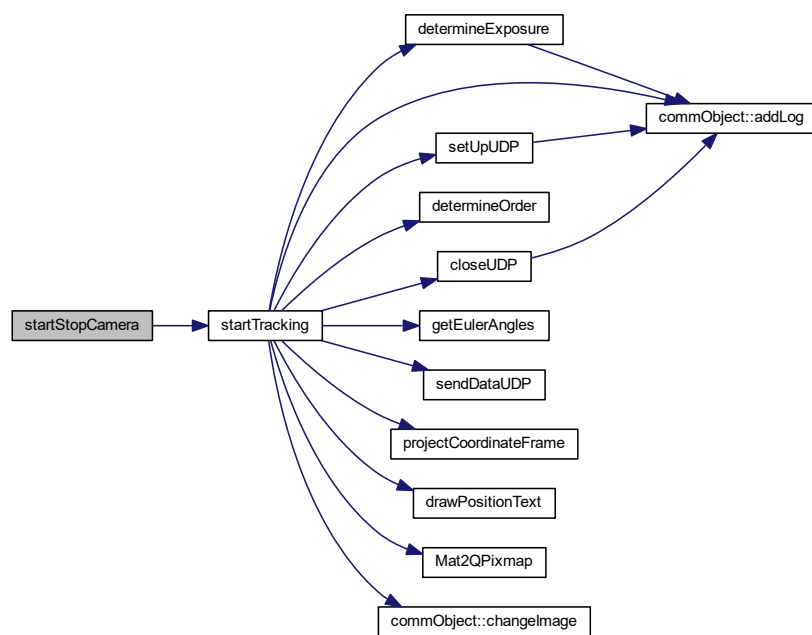 determineExposure
commObject::addLog
setUpUDP
determineOrder
closeUDP
startStopCamera
startTracking
getEulerAngles
sendDataUDP
projectCoordinateFrame
drawPositionText
Mat2QPixmap
commObject::changeImage